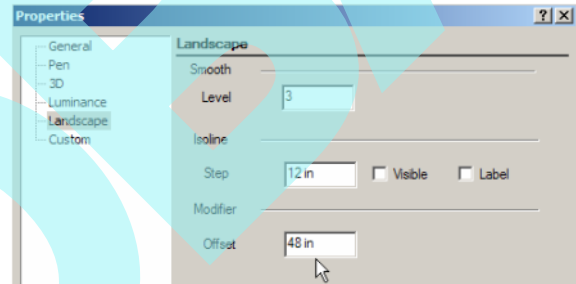 Properties
General
Pen
3D
Luminance
Landscape
Custom
Landscape
Smooth
Level 3
Isoline
Step 12 in Visible Label
Modifier
Offset 48 in